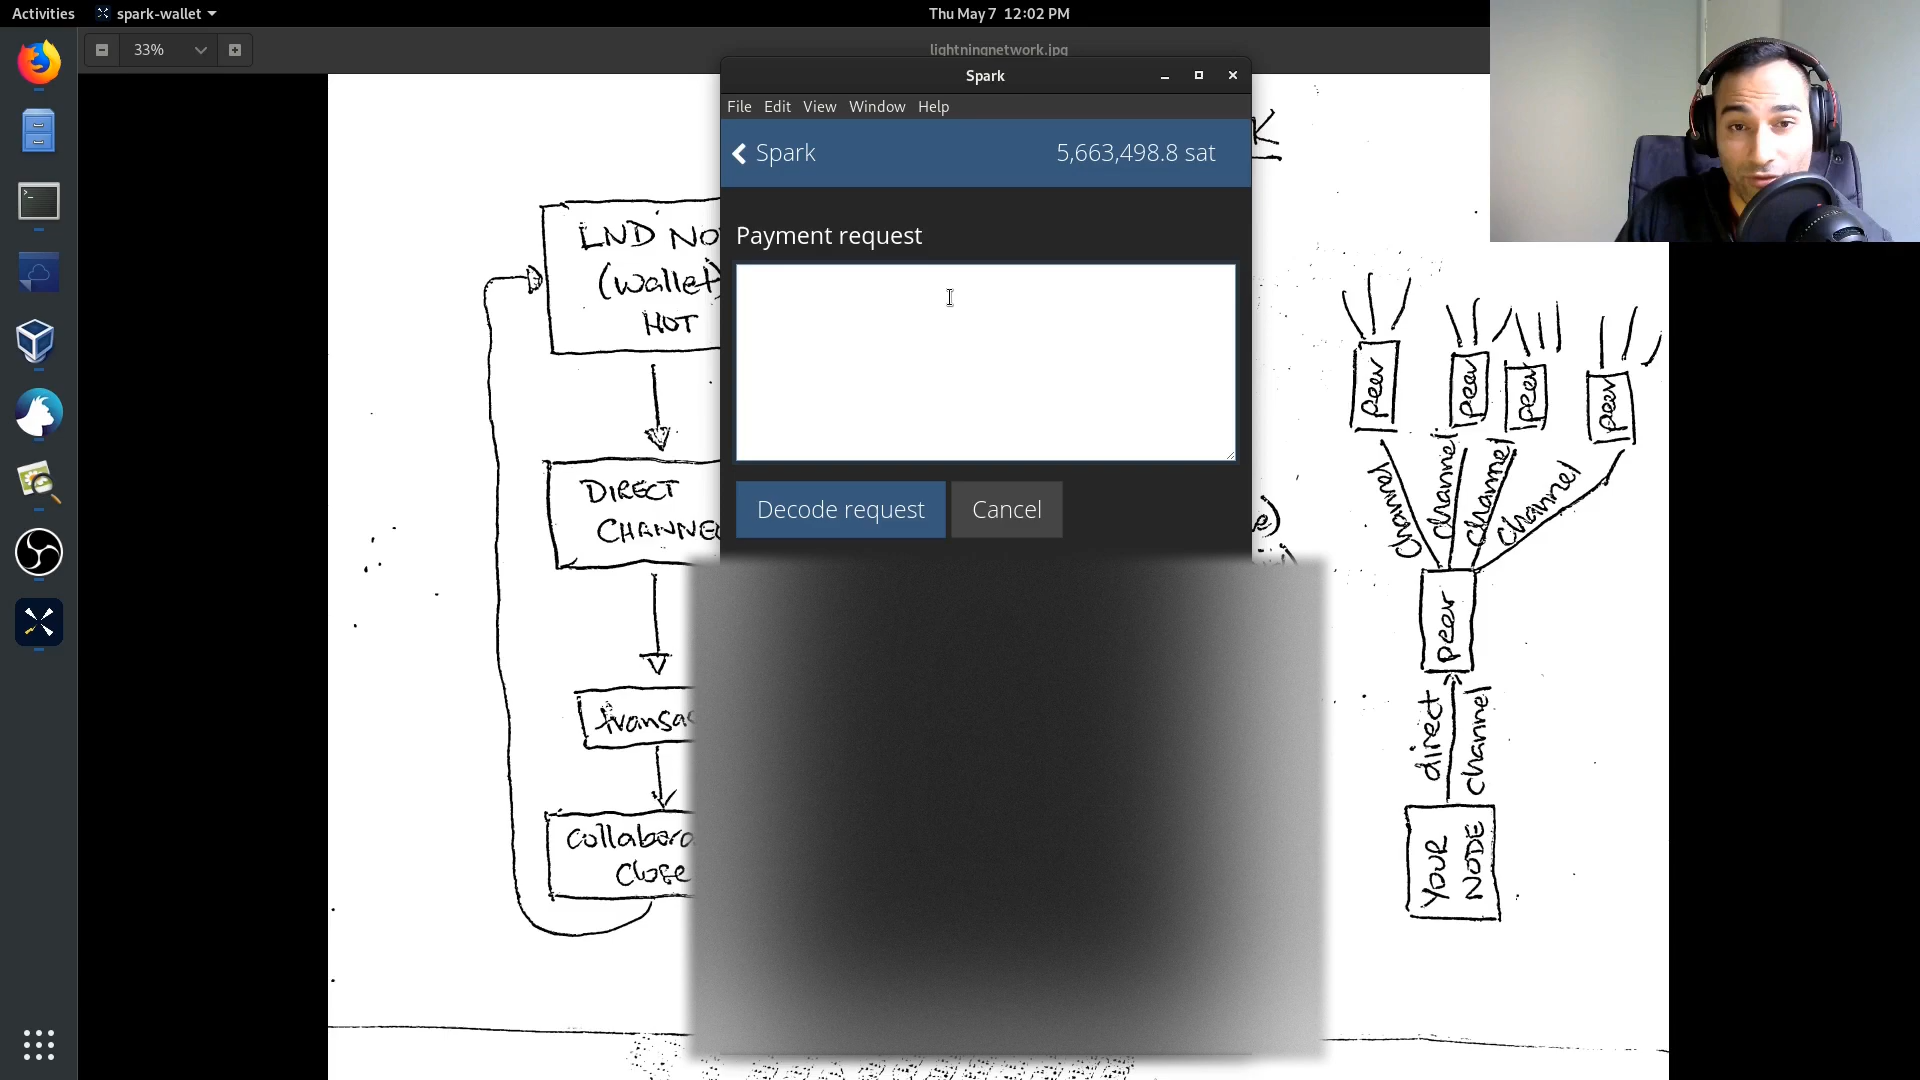 Activities
spark-wallet
Thu May 7 12:02 PM
33%
lightningnetwork.jpg
Spark
File Edit View Window Help
Spark
5,663,498.8 sat
Payment request
Decode request
Cancel
K
LND NO
(wallet)
HOT
DIRECT
CHANNE
transac
collabora
Close
e)
peer
peer
peer
peer
channel
channel
channel
channel
peer
direct
channel
YOUR
NODE